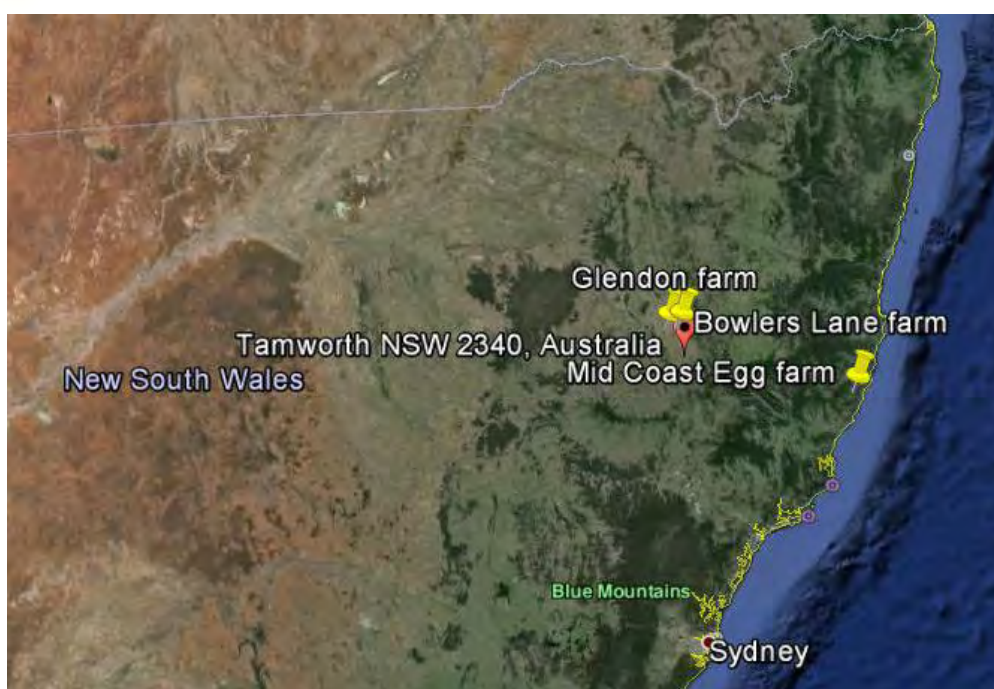 Glendon farm
Bowlers Lane farm
Tamworth NSW 2340, Australia
Mid Coast Egg farm
New South Wales
Blue Mountains
Sydney